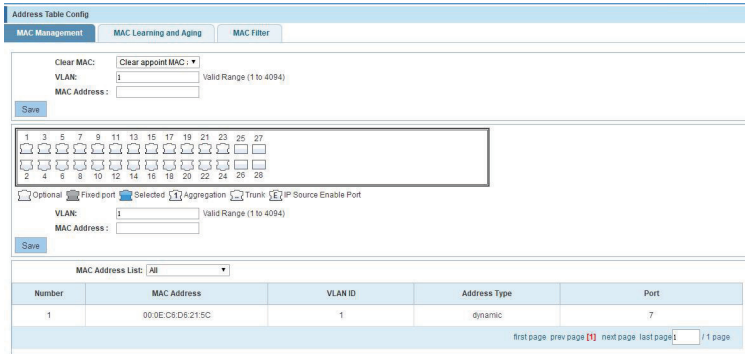 Address Table Config
MAC Management MAC Learning and Aging MAC Filter
Clear MAC: Clear appoint MAC :
VLAN: 1 Valid Range (1 to 4094)
MAC Address :
Save
1 3 5 7 9 11 13 15 17 19 21 23 25 27
2 4 6 8 10 12 14 16 18 20 22 24 26 28
Optional Fixed port Selected 1 Aggregation Trunk E IP Source Enable Port
VLAN: 1 Valid Range (1 to 4094)
MAC Address :
Save
MAC Address List: All
Number MAC Address VLAN ID Address Type Port
1 00:0E:C6:D6:21:5C 1 dynamic 7
first page prev page [1] next page last page 1 / 1 page